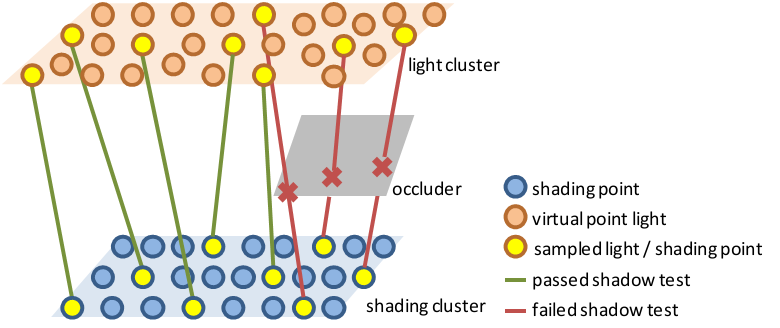 light cluster
occluder
shading point
virtual point light
sampled light / shading point
passed shadow test
shading cluster
failed shadow test